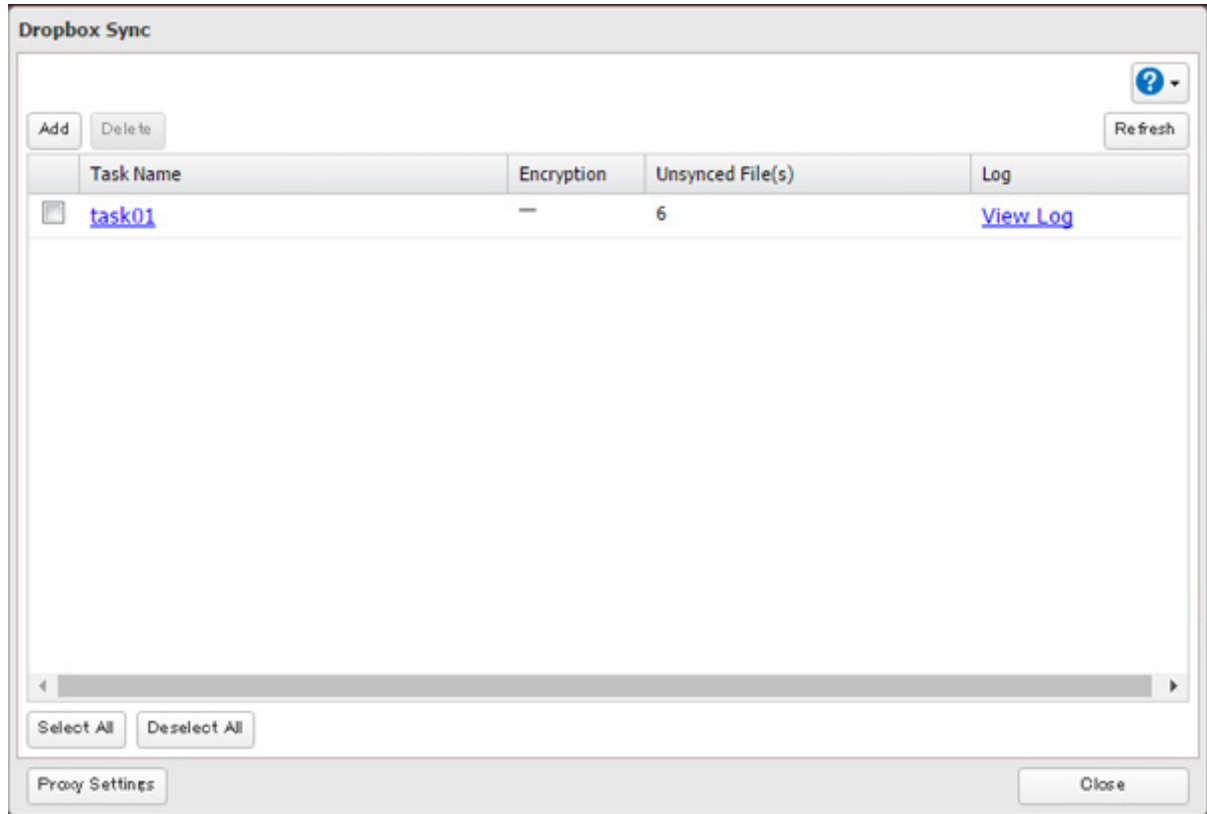 Dropbox Sync
?
Add Delete Refresh
Task Name Encryption Unsynced File(s) Log
task01 — 6 View Log
Select All Deselect All
Proxy Settings Close